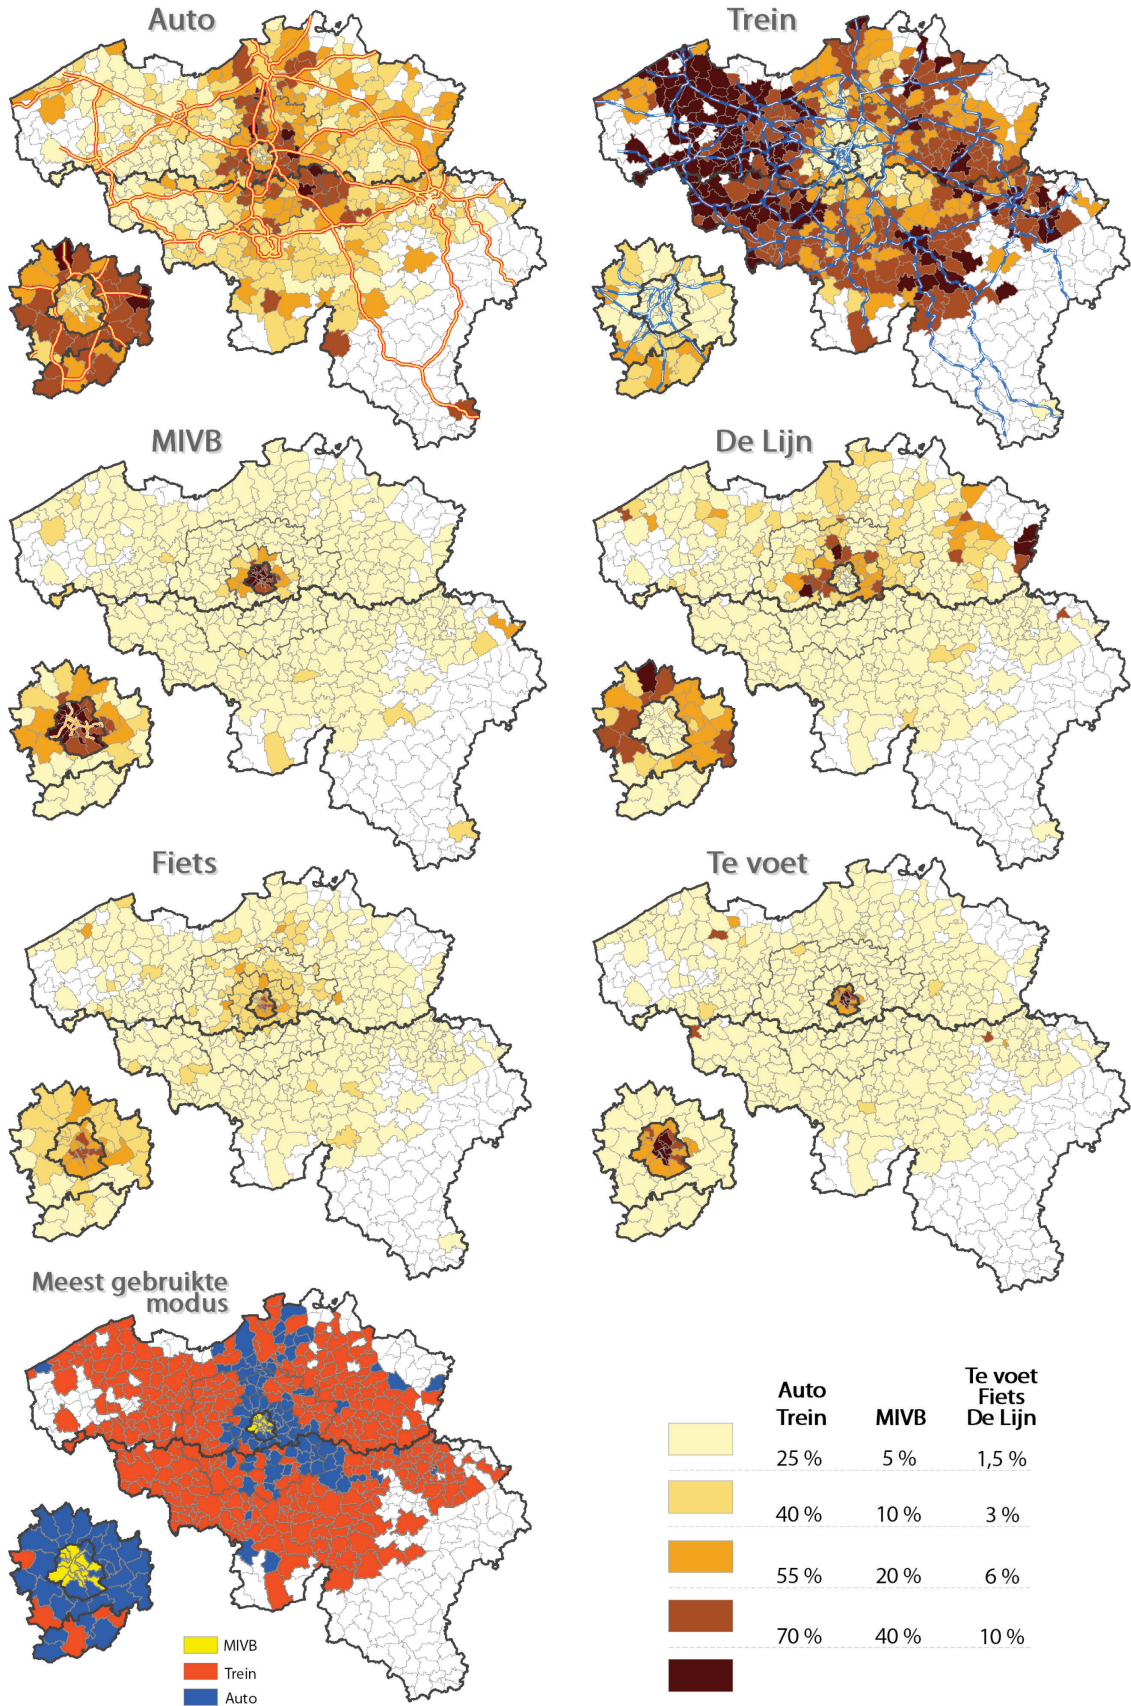 Auto
Trein
MIVB
De Lijn
Fiets
Te voet
Meest gebruikte
modus
MIVB
Trein
Auto
Auto
Trein
MIVB
Te voet
Fiets
De Lijn
25 % 5 % 1,5 %
40 % 10 % 3 %
55 % 20 % 6 %
70 % 40 % 10 %